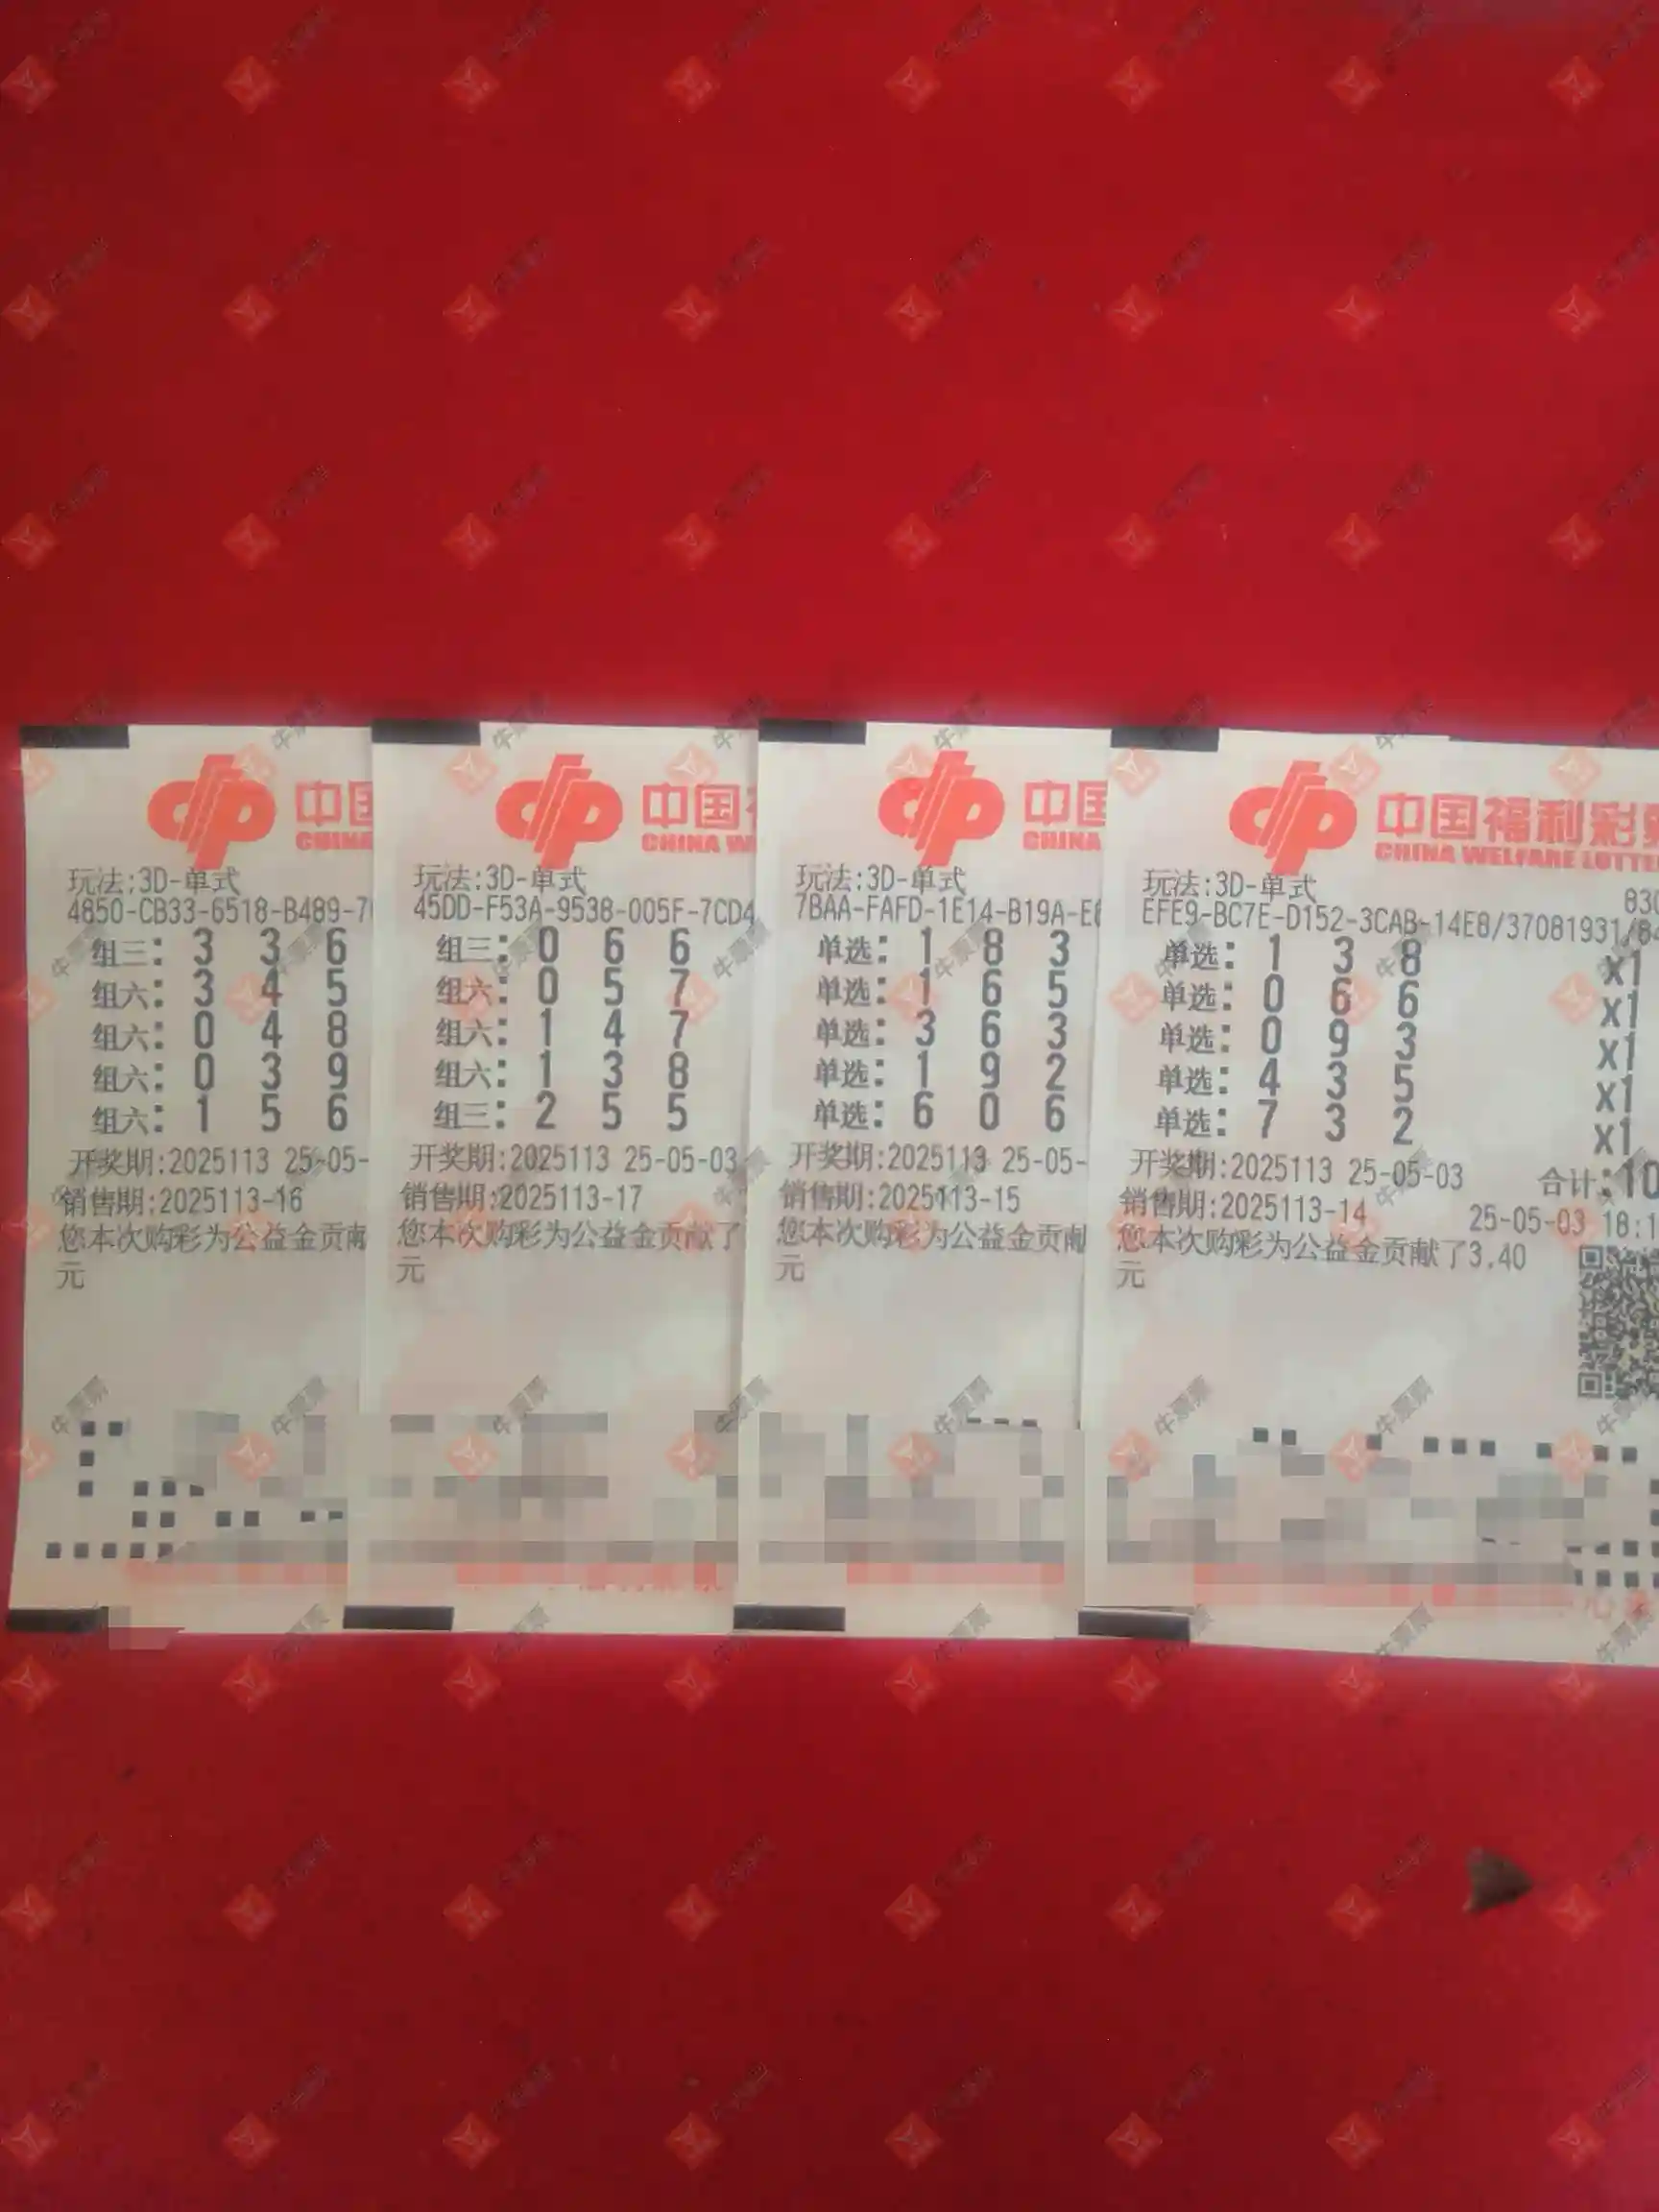 中国
CHINA
玩法:3D-单式
4850-CB33-6518-B489-7
组三: 3 3 6
组六: 3 4 5
组六: 0 4 8
组六: 0 3 9
组六: 1 5 6
开奖期:2025113 25-05-
销售期:2025113-16
您本次购彩为公益金贡献
元
中国
CHINA
玩法:3D-单式
45DD-F53A-9538-005F-7CD4
组三: 0 6 6
组六: 0 5 7
组六: 1 4 7
组六: 1 3 8
组三: 2 5 5
开奖期:2025113 25-05-03
销售期:2025113-17
您本次购彩为公益金贡献了
元
中国
CHINA
玩法:3D-单式
7BAA-FAFD-1E14-B19A-E
单选: 1 8 3
单选: 1 6 5
单选: 3 6 3
单选: 1 9 2
单选: 6 0 6
开奖期:2025113 25-05-
销售期:2025113-15
您本次购彩为公益金贡献
元
中国福利彩
CHINA WELFARE LOTTE
玩法:3D-单式 830
EFE9-BC7E-D152-3CAB-14E8/37081931/8
单选: 1 3 8 X1
单选: 0 6 6 X1
单选: 0 9 3 X1
单选: 4 3 5 X1
单选: 7 3 2 X1
开奖期:2025113 25-05-03 合计:10
销售期:2025113-14 25-05-03 18:1
您本次购彩为公益金贡献了3.40
元
牛票票